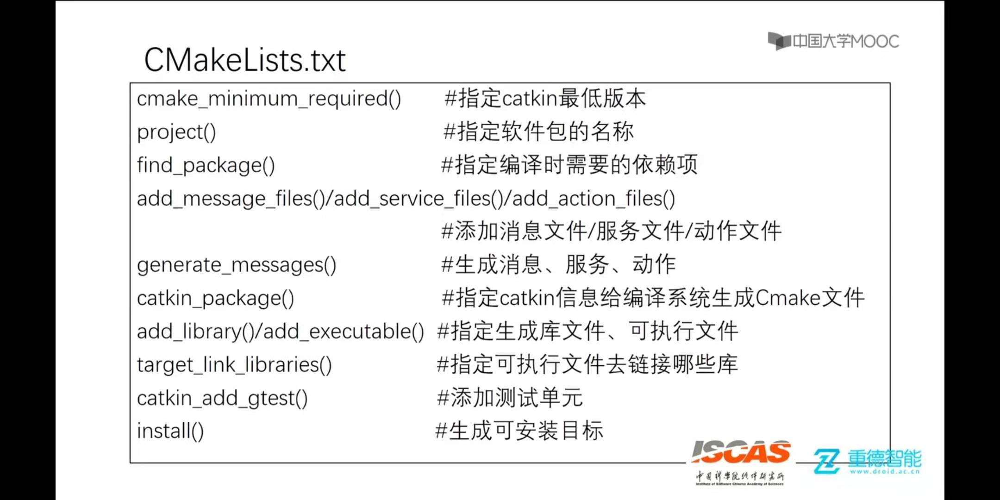 中国大学MOOC
CMakeLists.txt
cmake_minimum_required() #指定catkin最低版本
project() #指定软件包的名称
find_package() #指定编译时需要的依赖项
add_message_files()/add_service_files()/add_action_files()
#添加消息文件/服务文件/动作文件
generate_messages() #生成消息、服务、动作
catkin_package() #指定catkin信息给编译系统生成Cmake文件
add_library()/add_executable() #指定生成库文件、可执行文件
target_link_libraries() #指定可执行文件去链接哪些库
catkin_add_gtest() #添加测试单元
install() #生成可安装目标
ISCAS
中国科学院软件研究所
Institute of Software Chinese Academy of Sciences
重德智能
www.droid.ac.cn